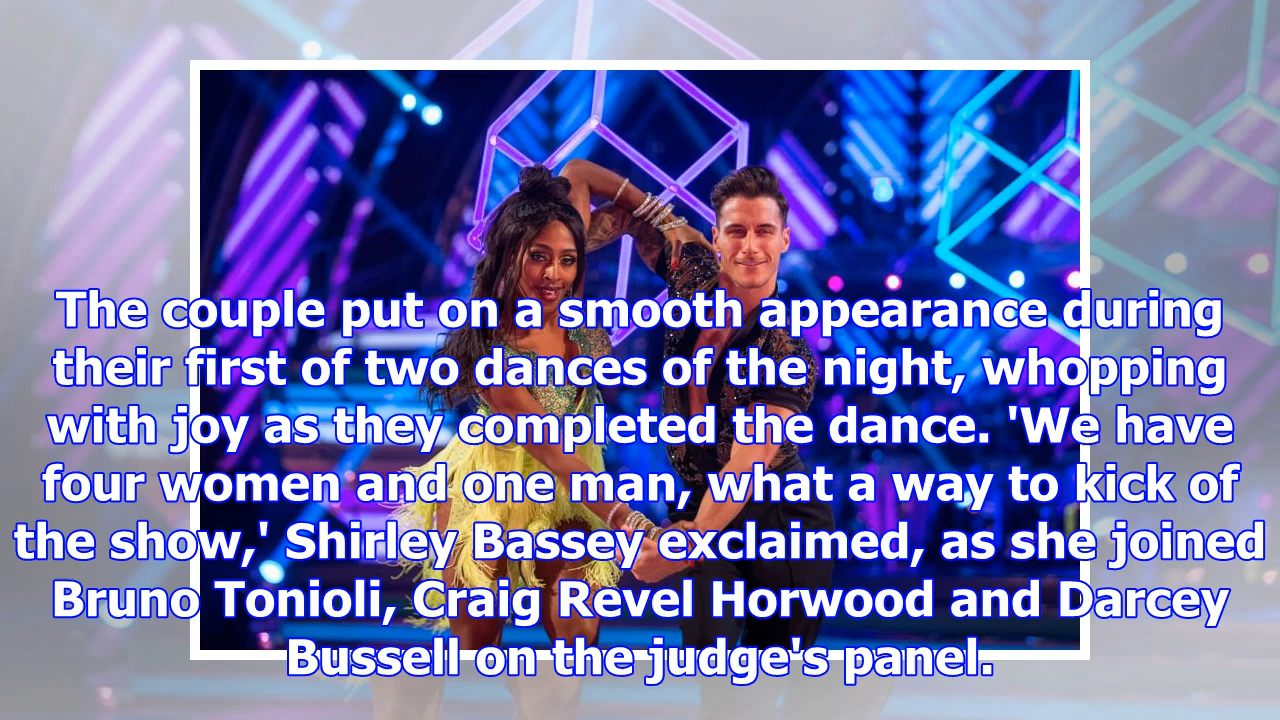 The couple put on a smooth appearance during
their first of two dances of the night, whopping
with joy as they completed the dance. 'We have
four women and one man, what a way to kick of
the show,' Shirley Bassey exclaimed, as she joined
Bruno Tonioli, Craig Revel Horwood and Darcey
Bussell on the judge's panel.